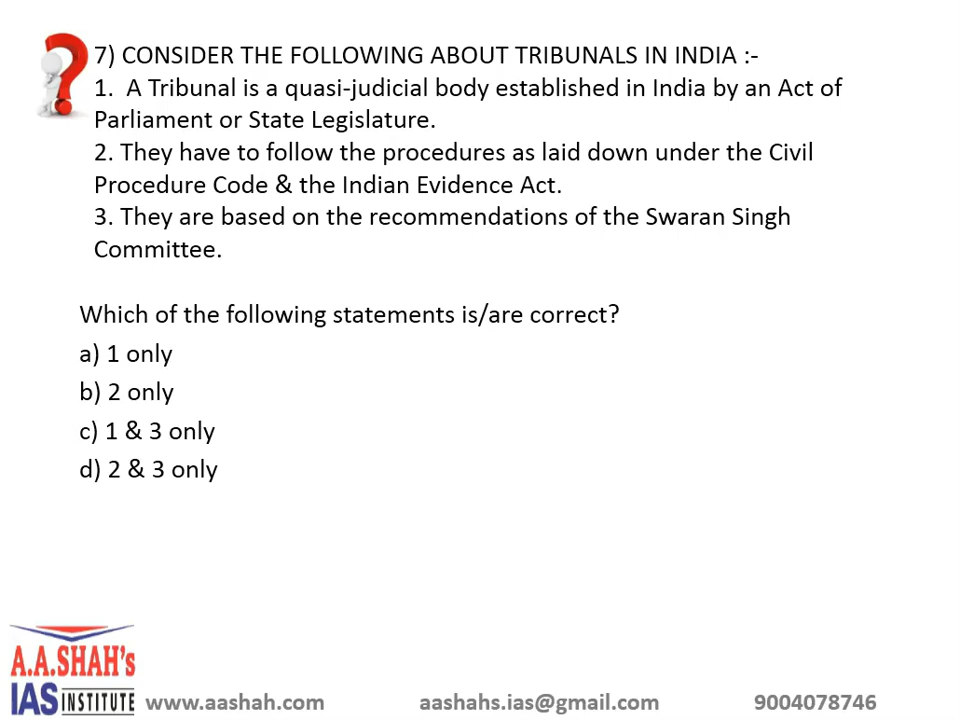 7) CONSIDER THE FOLLOWING ABOUT TRIBUNALS IN INDIA :-
1. A Tribunal is a quasi-judicial body established in India by an Act of
Parliament or State Legislature.
2. They have to follow the procedures as laid down under the Civil
Procedure Code & the Indian Evidence Act.
3. They are based on the recommendations of the Swaran Singh
Committee.
Which of the following statements is/are correct?
a) 1 only
b) 2 only
c) 1 & 3 only
d) 2 & 3 only
A.A.SHAH's
IAS INSTITUTE
www.aashah.com aashahs.ias@gmail.com 9004078746